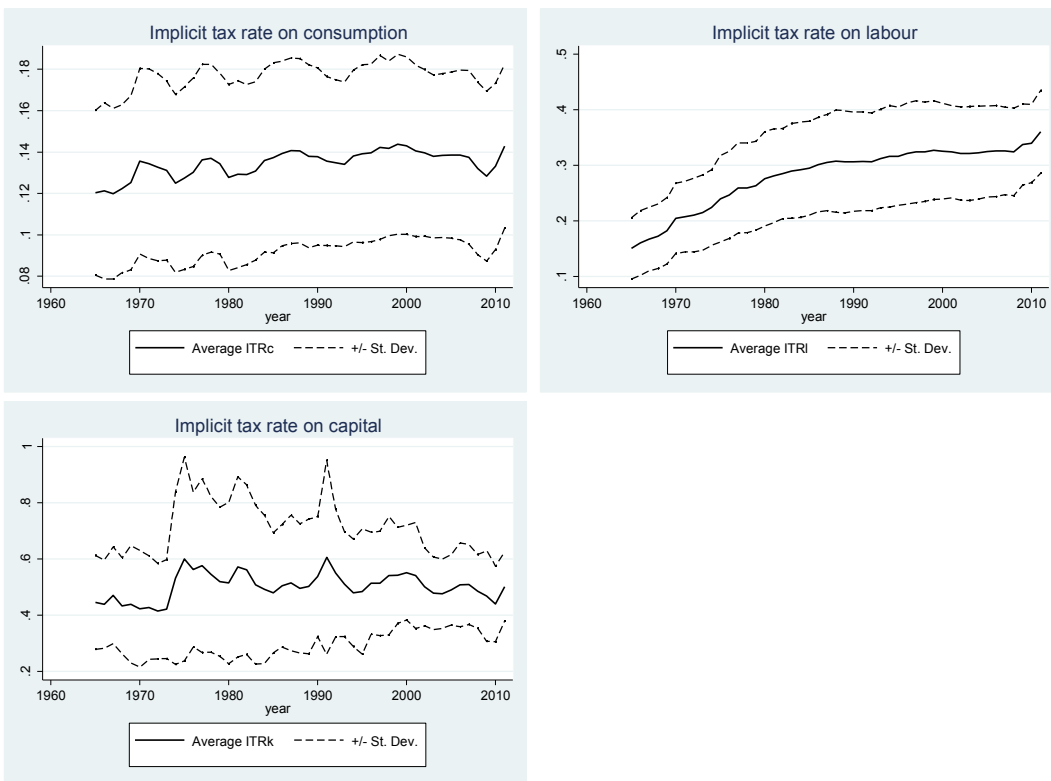 Implicit tax rate on consumption
.18
.16
.14
.12
.1
.08
1960 1970 1980 1990 2000 2010
year
Average ITRc +/- St. Dev.
Implicit tax rate on labour
.5
.4
.3
.2
.1
1960 1970 1980 1990 2000 2010
year
Average ITRl +/- St. Dev.
Implicit tax rate on capital
1
.8
.6
.4
.2
1960 1970 1980 1990 2000 2010
year
Average ITRk +/- St. Dev.